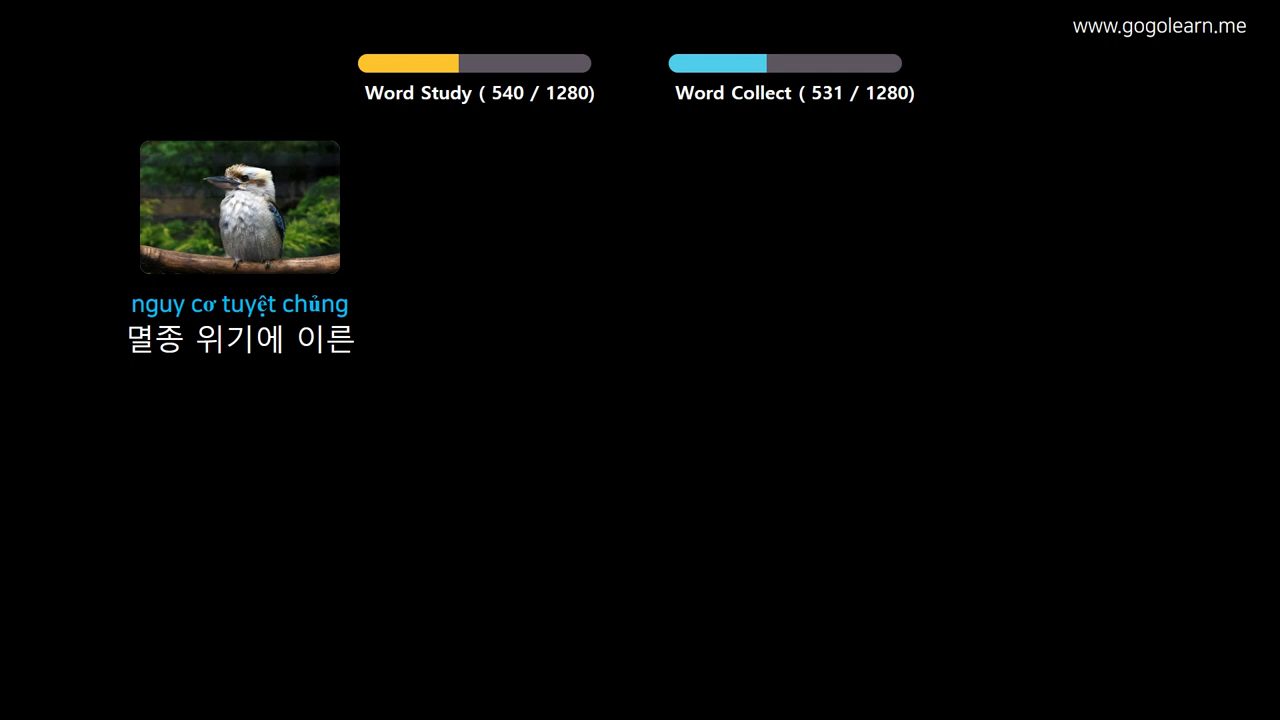 www.gogolearn.me
Word Study ( 540 / 1280)
Word Collect ( 531 / 1280)
nguy cơ tuyệt chủng
멸종 위기에 이른